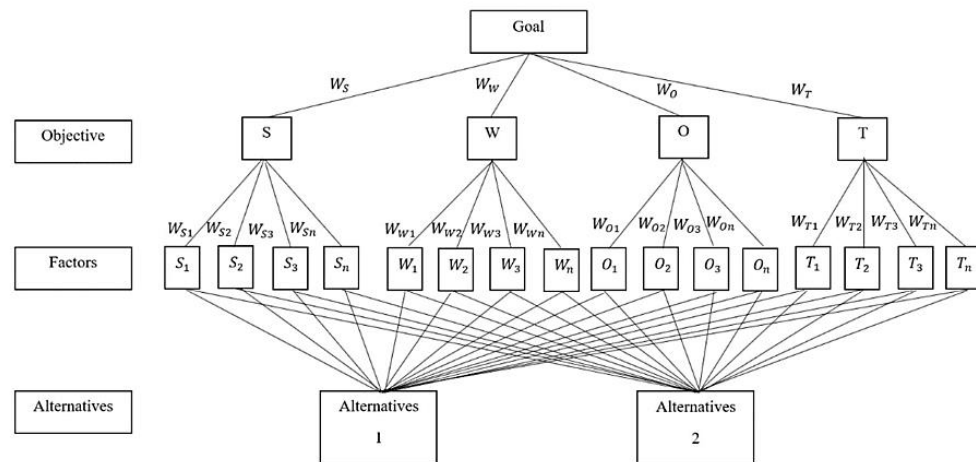 Goal
W_S W_W W_O W_T
Objective S W O T
W_S1 W_S2 W_S3 W_Sn W_W1 W_W2 W_W3 W_Wn W_O1 W_O2 W_O3 W_On W_T1 W_T2 W_T3 W_Tn
Factors S_1 S_2 S_3 S_n W_1 W_2 W_3 W_n O_1 O_2 O_3 O_n T_1 T_2 T_3 T_n
Alternatives Alternatives Alternatives
1 2